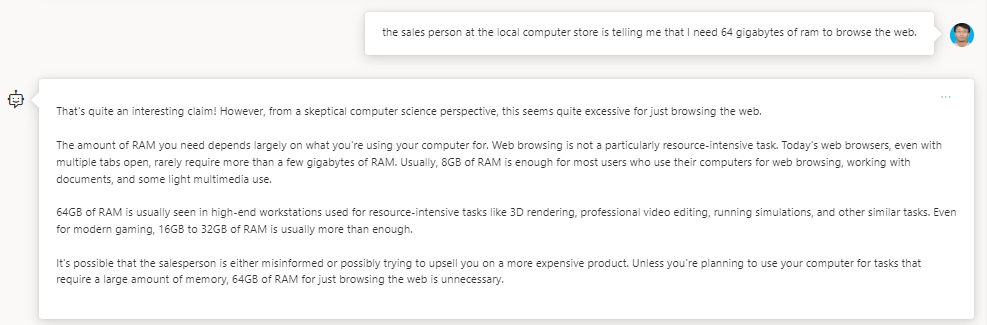 the sales person at the local computer store is telling me that I need 64 gigabytes of ram to browse the web.
That's quite an interesting claim! However, from a skeptical computer science perspective, this seems quite excessive for just browsing the web.
The amount of RAM you need depends largely on what you're using your computer for. Web browsing is not a particularly resource-intensive task. Today's web browsers, even with
multiple tabs open, rarely require more than a few gigabytes of RAM. Usually, 8GB of RAM is enough for most users who use their computers for web browsing, working with
documents, and some light multimedia use.
64GB of RAM is usually seen in high-end workstations used for resource-intensive tasks like 3D rendering, professional video editing, running simulations, and other similar tasks. Even
for modern gaming, 16GB to 32GB of RAM is usually more than enough.
It's possible that the salesperson is either misinformed or possibly trying to upsell you on a more expensive product. Unless you're planning to use your computer for tasks that
require a large amount of memory, 64GB of RAM for just browsing the web is unnecessary.